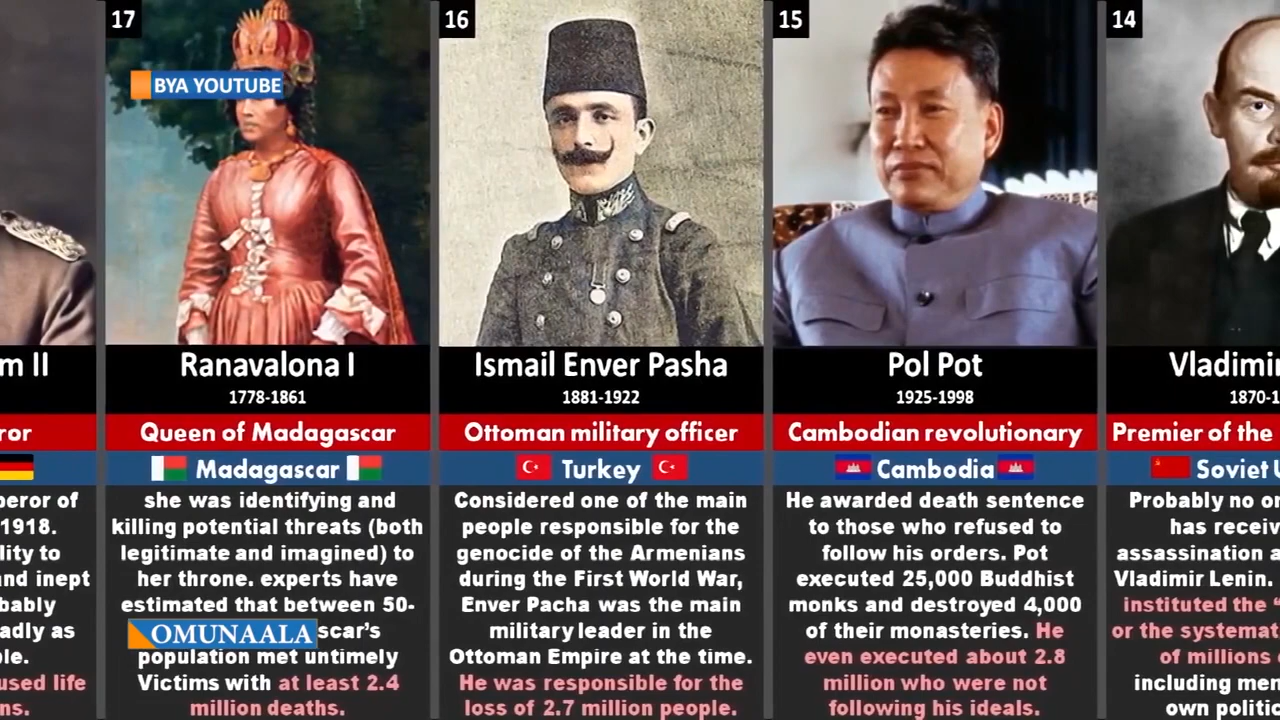 m II
ror
peror of
1918.
lity to
and inept
bably
adly as
ple.
used life
ns.
17
BYA YOUTUBE
Ranavalona I
1778-1861
Queen of Madagascar
Madagascar
she was identifying and
killing potential threats (both
legitimate and imagined) to
her throne. experts have
estimated that between 50-
OMUNAALA scar's
population met untimely
Victims with at least 2.4
million deaths.
16
Ismail Enver Pasha
1881-1922
Ottoman military officer
Turkey
Considered one of the main
people responsible for the
genocide of the Armenians
during the First World War,
Enver Pacha was the main
military leader in the
Ottoman Empire at the time.
He was responsible for the
loss of 2.7 million people.
15
Pol Pot
1925-1998
Cambodian revolutionary
Cambodia
He awarded death sentence
to those who refused to
follow his orders. Pot
executed 25,000 Buddhist
monks and destroyed 4,000
of their monasteries. He
even executed about 2.8
million who were not
following his ideals.
14
Vladimir
1870-1
Premier of the
Soviet U
Probably no or
has receiv
assassination a
Vladimir Lenin.
instituted the "
or the systemat
of millions
including mem
own politic